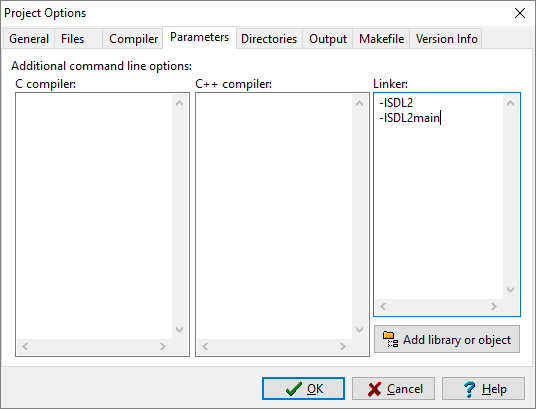 Project Options
General Files Compiler Parameters Directories Output Makefile Version Info
Additional command line options:
C compiler: C++ compiler: Linker:
-lSDL2
-lSDL2main
Add library or object
OK Cancel Help